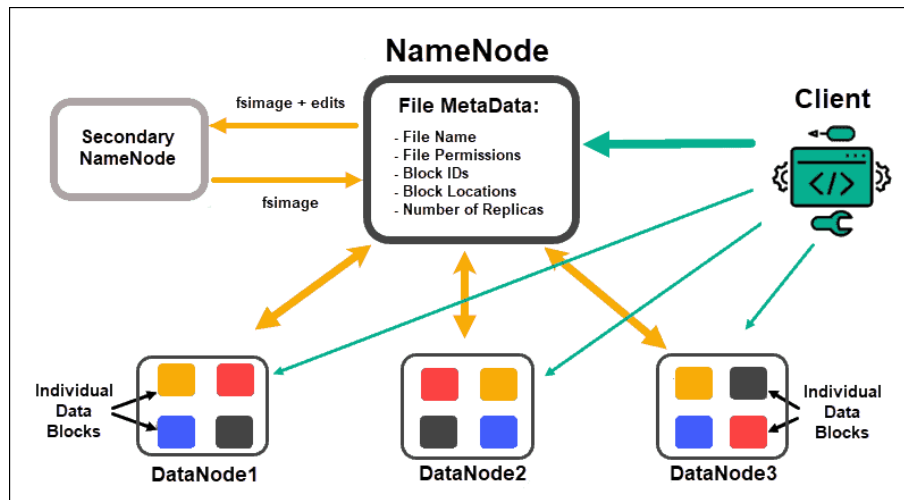 NameNode
fsimage + edits
Secondary
NameNode
fsimage
File MetaData:
- File Name
- File Permissions
- Block IDs
- Block Locations
- Number of Replicas
Client
</>
Individual
Data
Blocks
DataNode1
DataNode2
DataNode3
Individual
Data
Blocks